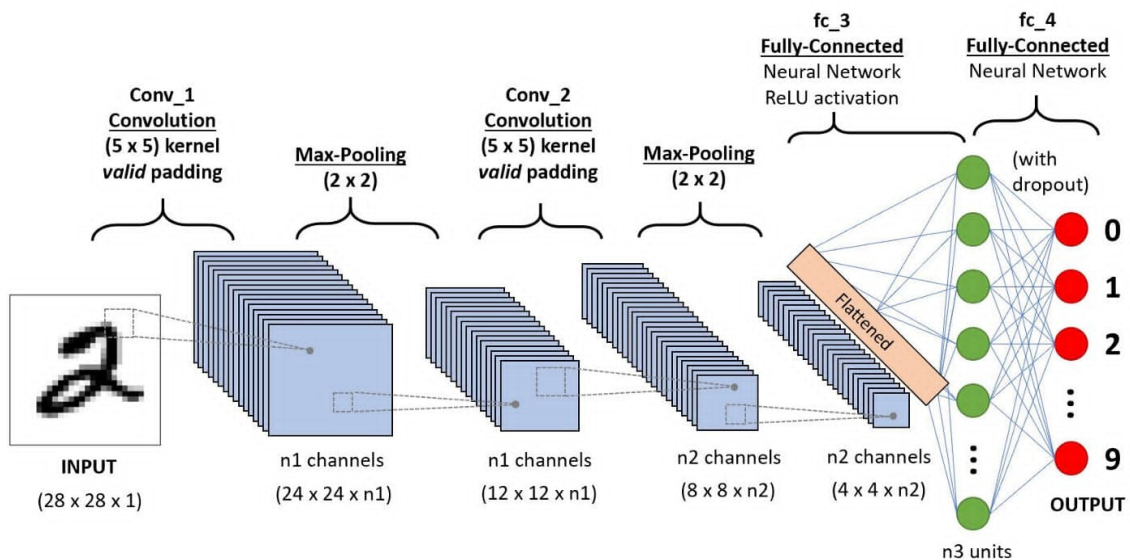 fc_3
Fully-Connected
Neural Network
ReLU activation
fc_4
Fully-Connected
Neural Network
Conv_1
Convolution
(5 x 5) kernel
valid padding
Max-Pooling
(2 x 2)
Conv_2
Convolution
(5 x 5) kernel
valid padding
Max-Pooling
(2 x 2)
(with
dropout)
2
Flattened
0
1
2
...
9
...
INPUT
(28 x 28 x 1)
n1 channels
(24 x 24 x n1)
n1 channels
(12 x 12 x n1)
n2 channels
(8 x 8 x n2)
n2 channels
(4 x 4 x n2)
OUTPUT
n3 units